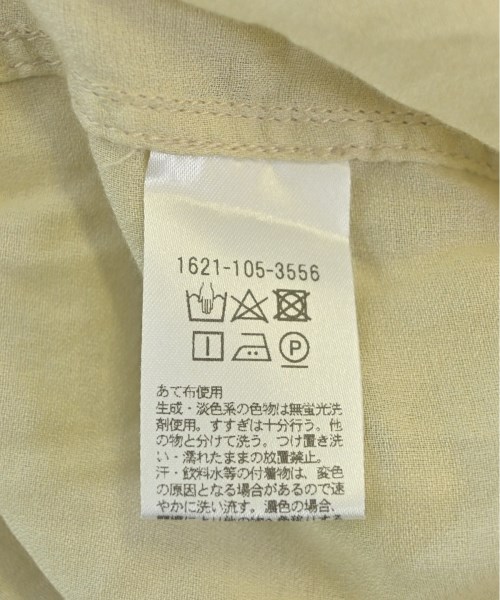 1621-105-3556
P
あて布使用
生成・淡色系の色物は無蛍光洗
剤使用。すすぎは十分行う。他
の物と分けて洗う。つけ置き洗
い・濡れたままの放置禁止。
汗・飲料水等の付着物は、変色
の原因となる場合があるので速
やかに洗い流す。濃色の場合、